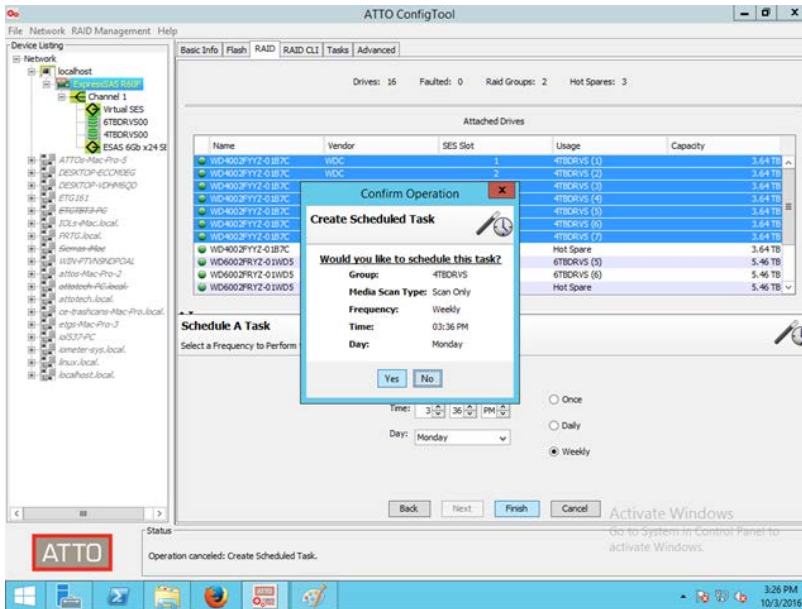 ATTO ConfigTool
File Network RAID Management Help
Device Listing
Network
localhost
ExpressSAS R60F
Channel 1
Virtual SES
6TBDRVS00
4TBDRVS00
ESAS 6Gb x24 SE
ATTOs-Mac-Pro-5
DESKTOP-ECCM0EG
DESKTOP-VDHM6QD
ETG161
ETGTBT3-PC
IOLs-iMac.local.
PRTG.local.
Siemas-iMac
WIN-PTVNSNDPOAL
attos-Mac-Pro-2
attotech-PC.local.
attotech.local.
ce-trashcans-Mac-Pro.local.
etgs-Mac-Pro-3
iol537-PC
iometer-sys.local.
linux.local.
localhost.local.
Basic Info Flash RAID RAID CLI Tasks Advanced
Drives: 16 Faulted: 0 Raid Groups: 2 Hot Spares: 3
Attached Drives
Name Vendor SES Slot Usage Capacity
WD4002FYYZ-01B7C WDC 1 4TBDRVS (1) 3.64 TB
WD4002FYYZ-01B7C WDC 2 4TBDRVS (2) 3.64 TB
WD4002FYYZ-01B7C 4TBDRVS (3) 3.64 TB
WD4002FYYZ-01B7C 4TBDRVS (4) 3.64 TB
WD4002FYYZ-01B7C 4TBDRVS (5) 3.64 TB
WD4002FYYZ-01B7C 4TBDRVS (6) 3.64 TB
WD4002FYYZ-01B7C 4TBDRVS (7) 3.64 TB
WD4002FYYZ-01B7C Hot Spare 3.64 TB
WD6002FRYZ-01WD5 6TBDRVS (5) 5.46 TB
WD6002FRYZ-01WD5 6TBDRVS (6) 5.46 TB
WD6002FRYZ-01WD5 Hot Spare 5.46 TB
Confirm Operation
Create Scheduled Task
Would you like to schedule this task?
Group: 4TBDRVS
Media Scan Type: Scan Only
Frequency: Weekly
Time: 03:36 PM
Day: Monday
Yes No
Schedule A Task
Select a Frequency to Perform
Time: 3 36 PM
Day: Monday
Once
Daily
Weekly
Back Next Finish Cancel
Activate Windows
Go to System in Control Panel to
activate Windows.
Status
Operation canceled: Create Scheduled Task.
ATTO
3:26 PM
10/3/2016